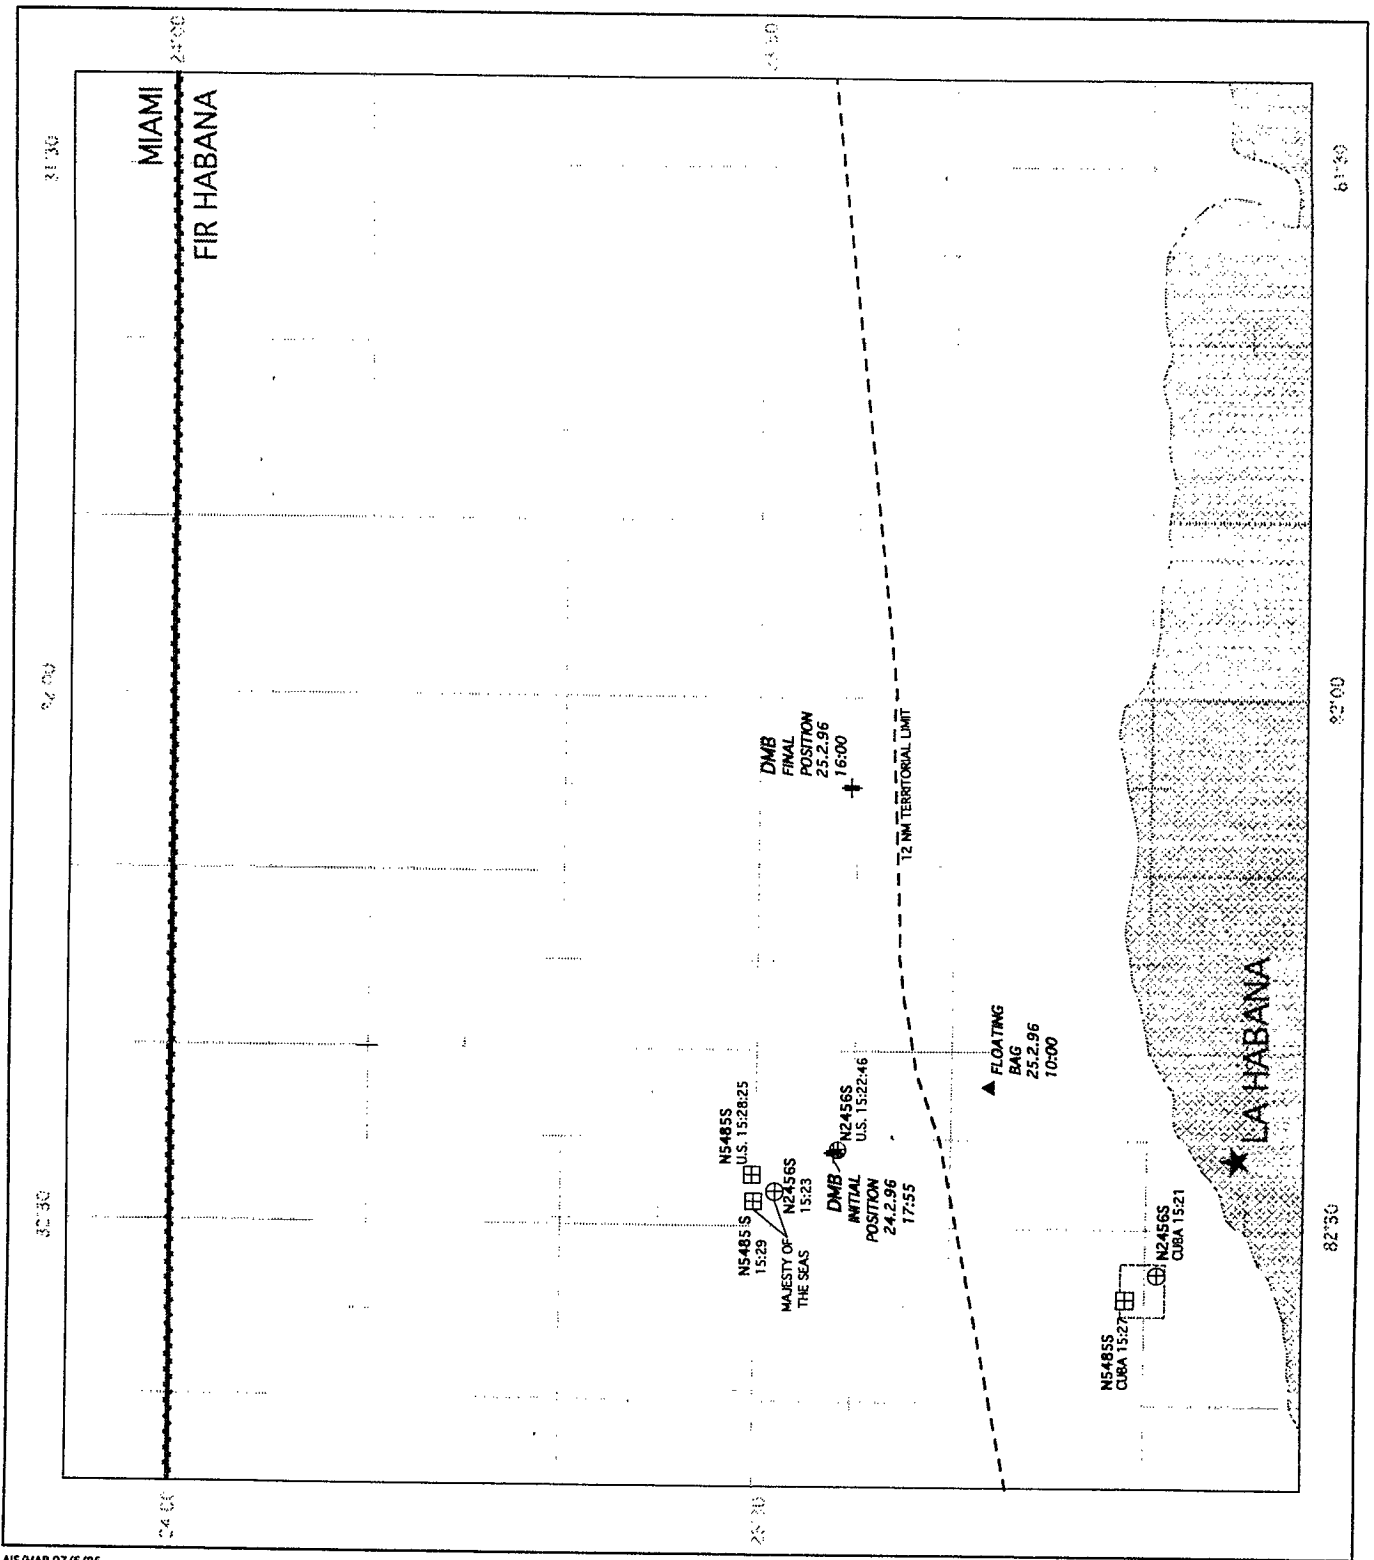 24°00
MIAMI
FIR HABANA
82°00
81°30
82°30
DMB
FINAL
POSITION
25.2.96
16:00
12 NM TERRITORIAL LIMIT
FLOATING
BAG
25.2.96
10:00
N5485S
U.S. 15:28:25
N2456S
U.S. 15:22:46
N2456S
15:23
N5485S
15:29
MAJESTY OF
THE SEAS
DMB
INITIAL
POSITION
24.2.96
17:55
N5485S
CUBA 15:27
N2456S
CUBA 15:21
LA HABANA